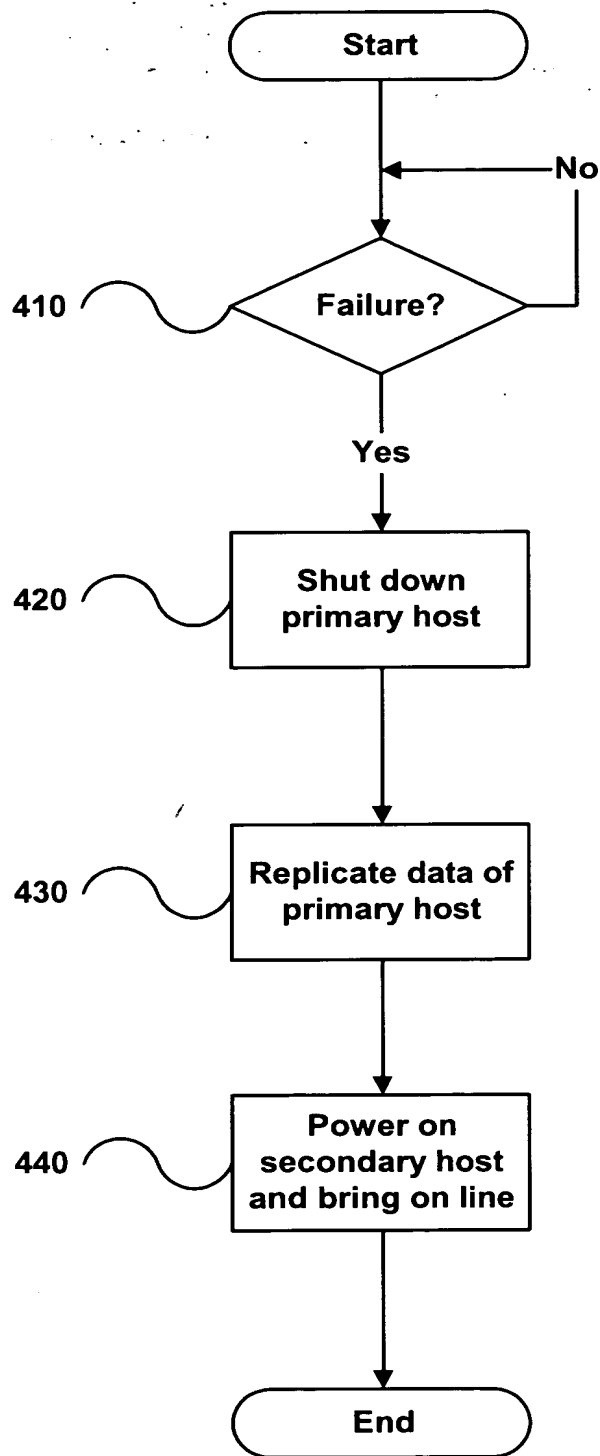 Start
No
410
Failure?
Yes
420
Shut down
primary host
430
Replicate data of
primary host
440
Power on
secondary host
and bring on line
End